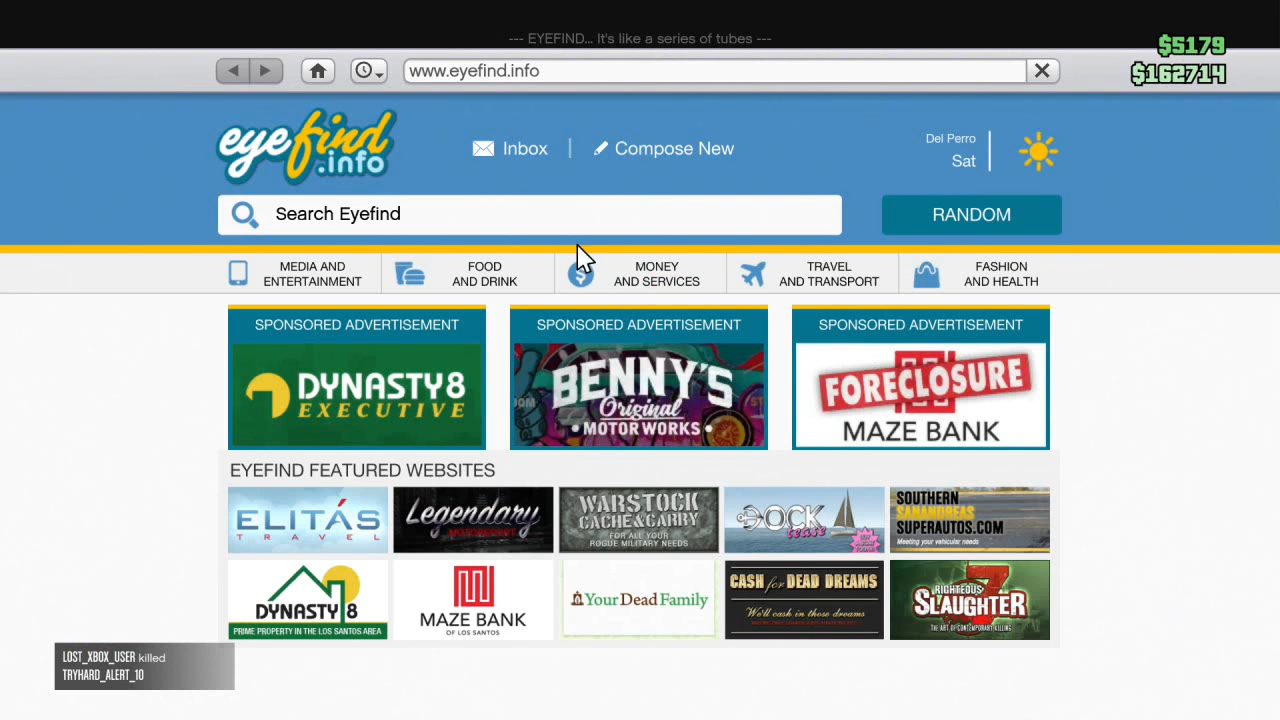 --- EYEFIND... It's like a series of tubes ---
$5179
www.eyefind.info
$162714
eyefind
.info
Inbox
Compose New
Del Perro
Sat
Search Eyefind
RANDOM
MEDIA AND
ENTERTAINMENT
FOOD
AND DRINK
MONEY
AND SERVICES
TRAVEL
AND TRANSPORT
FASHION
AND HEALTH
SPONSORED ADVERTISEMENT
DYNASTY8
EXECUTIVE
SPONSORED ADVERTISEMENT
BENNY'S
Original
MOTOR WORKS
SPONSORED ADVERTISEMENT
FORECLOSURE
MAZE BANK
EYEFIND FEATURED WEBSITES
ELITÁS
TRAVEL
Legendary
MOTORSPORT
WARSTOCK
CACHE&CARRY
FOR ALL YOUR
ROGUE MILITARY NEEDS
DOCK
tease
SOUTHERN
SANANDREAS
SUPERAUTOS.COM
Meeting your vehicular needs
DYNASTY 8
PRIME PROPERTY IN THE LOS SANTOS AREA
MAZE BANK
OF LOS SANTOS
YourDeadFamily
CASH for DEAD DREAMS
We'll cash in those dreams
RIGHTEOUS
SLAUGHTER
7
THE ART OF CONTEMPORARY KILLING
LOST_XBOX_USER killed
TRYHARD_ALERT_10